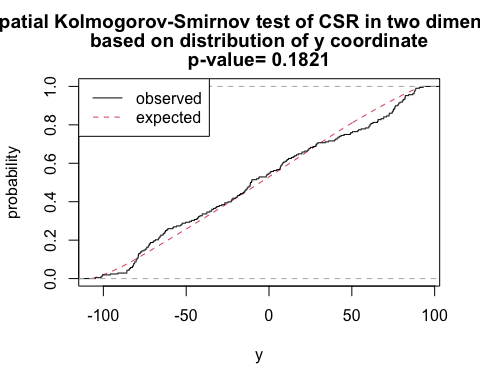 patial Kolmogorov-Smirnov test of CSR in two dimen
based on distribution of y coordinate
p-value= 0.1821
observed
expected
probability
0.0 0.2 0.4 0.6 0.8 1.0
-100 -50 0 50 100
y